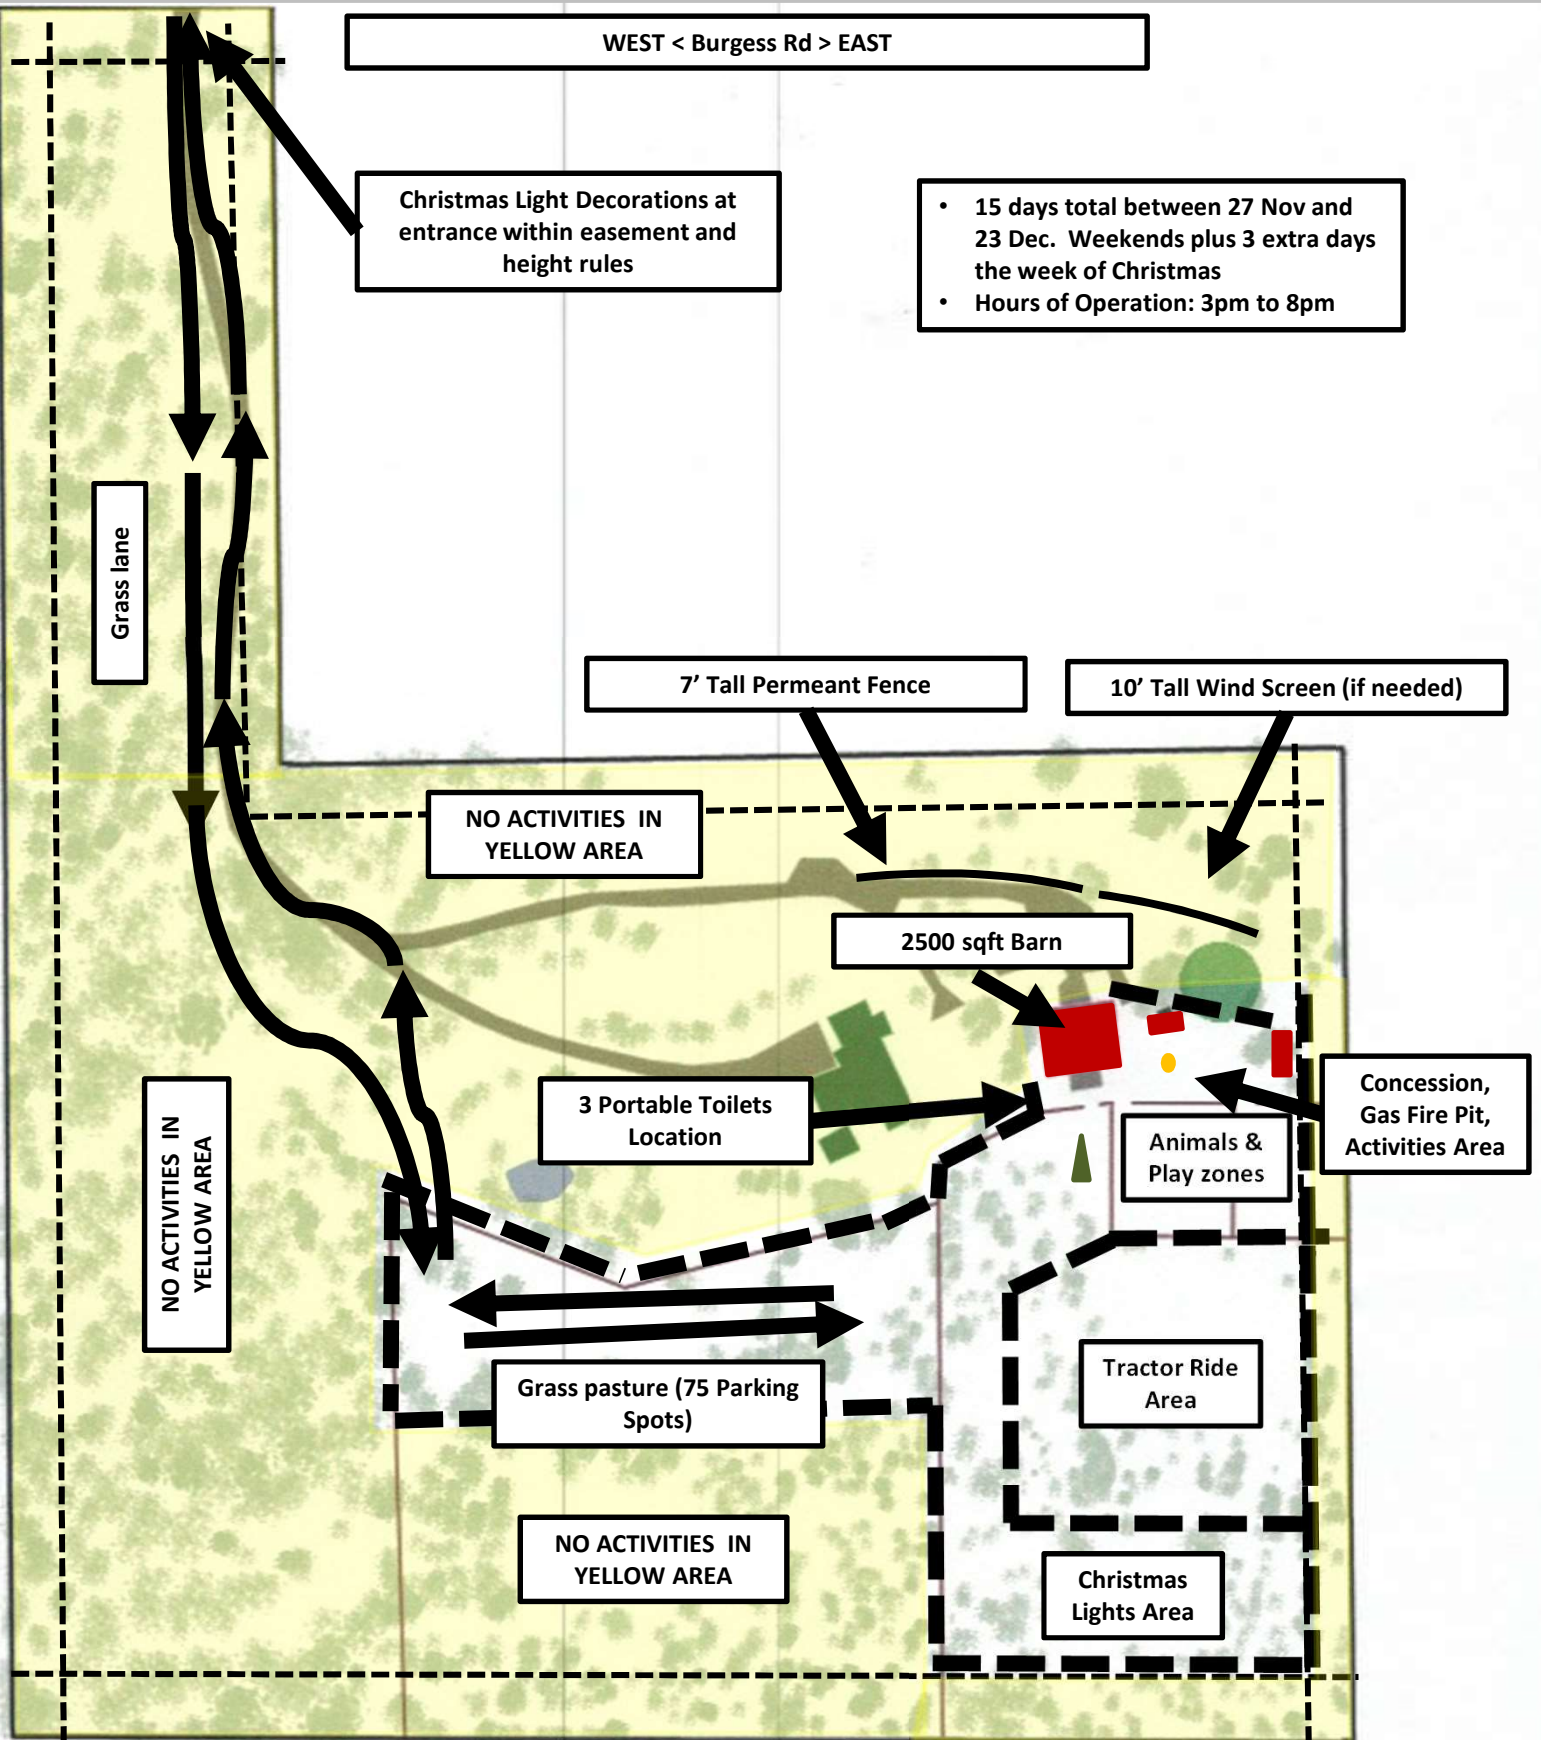 WEST < Burgess Rd > EAST
Christmas Light Decorations at
entrance within easement and
height rules
• 15 days total between 27 Nov and
23 Dec. Weekends plus 3 extra days
the week of Christmas
• Hours of Operation: 3pm to 8pm
Grass lane
7’ Tall Permeant Fence
10’ Tall Wind Screen (if needed)
NO ACTIVITIES IN
YELLOW AREA
2500 sqft Barn
3 Portable Toilets
Location
Concession,
Gas Fire Pit,
Activities Area
Animals &
Play zones
NO ACTIVITIES IN
YELLOW AREA
Tractor Ride
Area
Grass pasture (75 Parking
Spots)
NO ACTIVITIES IN
YELLOW AREA
Christmas
Lights Area